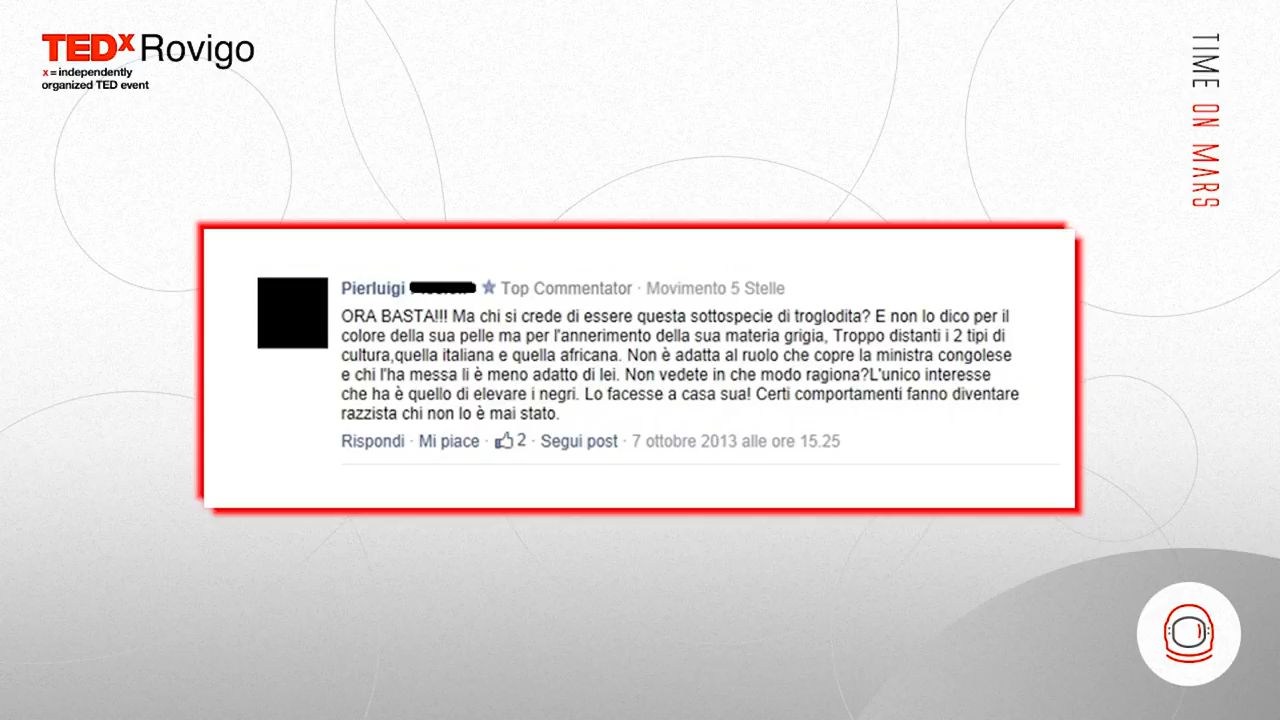 TEDx Rovigo
x = independently
organized TED event
TIME ON MARS
Pierluigi
Top Commentator · Movimento 5 Stelle
ORA BASTA!!! Ma chi si crede di essere questa sottospecie di troglodita? E non lo dico per il
colore della sua pelle ma per l'annerimento della sua materia grigia, Troppo distanti i 2 tipi di
cultura,quella italiana e quella africana. Non è adatta al ruolo che copre la ministra congolese
e chi l'ha messa li è meno adatto di lei. Non vedete in che modo ragiona?L'unico interesse
che ha è quello di elevare i negri. Lo facesse a casa sua! Certi comportamenti fanno diventare
razzista chi non lo è mai stato.
Rispondi · Mi piace · 2 · Segui post · 7 ottobre 2013 alle ore 15.25